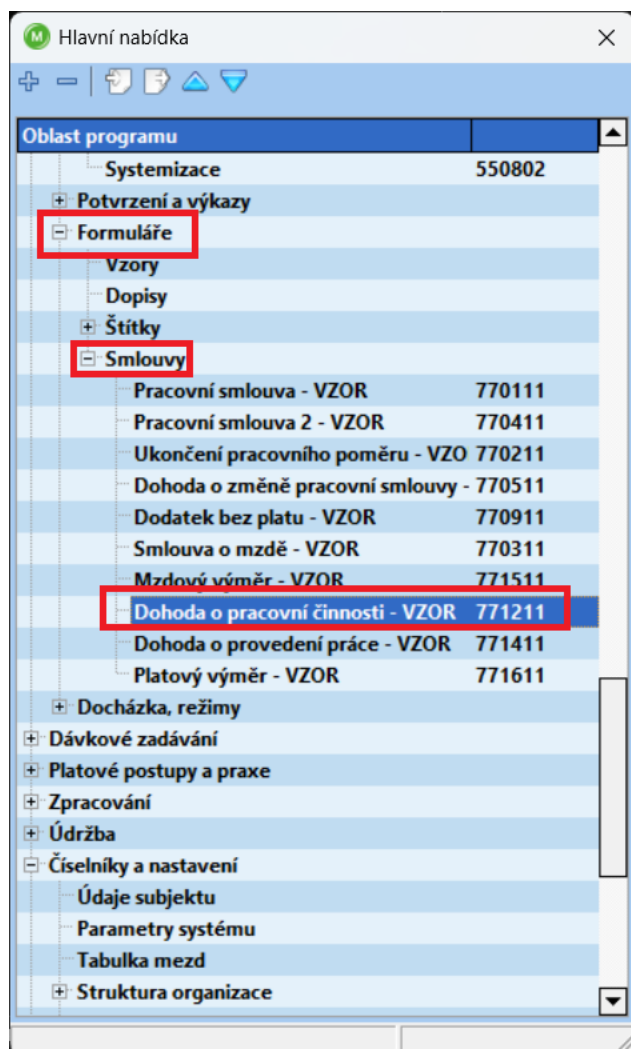 Hlavní nabídka
Oblast programu
Systemizace 550802
Potvrzení a výkazy
Formuláře
Vzory
Dopisy
Štítky
Smlouvy
Pracovní smlouva - VZOR 770111
Pracovní smlouva 2 - VZOR 770411
Ukončení pracovního poměru - VZO 770211
Dohoda o změně pracovní smlouvy - 770511
Dodatek bez platu - VZOR 770911
Smlouva o mzdě - VZOR 770311
Mzdový výměr - VZOR 771511
Dohoda o pracovní činnosti - VZOR 771211
Dohoda o provedení práce - VZOR 771411
Platový výměr - VZOR 771611
Docházka, režimy
Dávkové zadávání
Platové postupy a praxe
Zpracování
Údržba
Číselníky a nastavení
Údaje subjektu
Parametry systému
Tabulka mezd
Struktura organizace